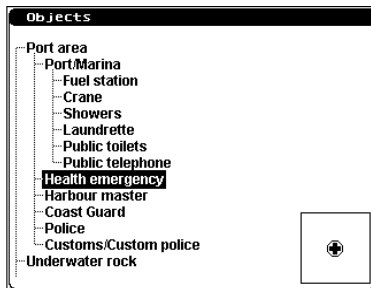 Objects
Port area
Port/Marina
Fuel station
Crane
Showers
Laundrette
Public toilets
Public telephone
Health emergency
Harbour master
Coast Guard
Police
Customs/Custom police
Underwater rock